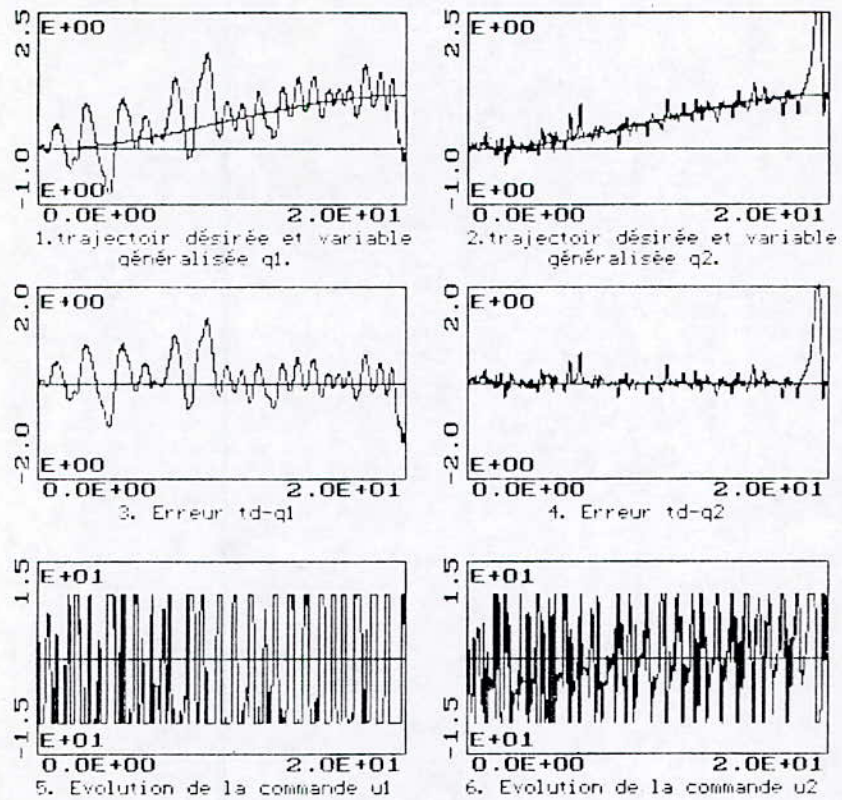 2.5
E+00
-1.0
E+00
0.0E+00 2.0E+01
1.trajectoir désirée et variable
généralisée q1.
2.5
E+00
-1.0
E+00
0.0E+00 2.0E+01
2.trajectoir désirée et variable
généralisée q2.
2.0
E+00
-2.0
E+00
0.0E+00 2.0E+01
3. Erreur td-q1
2.0
E+00
-2.0
E+00
0.0E+00 2.0E+01
4. Erreur td-q2
1.5
E+01
-1.5
E+01
0.0E+00 2.0E+01
5. Evolution de la commande u1
1.5
E+01
-1.5
E+01
0.0E+00 2.0E+01
6. Evolution de la commande u2